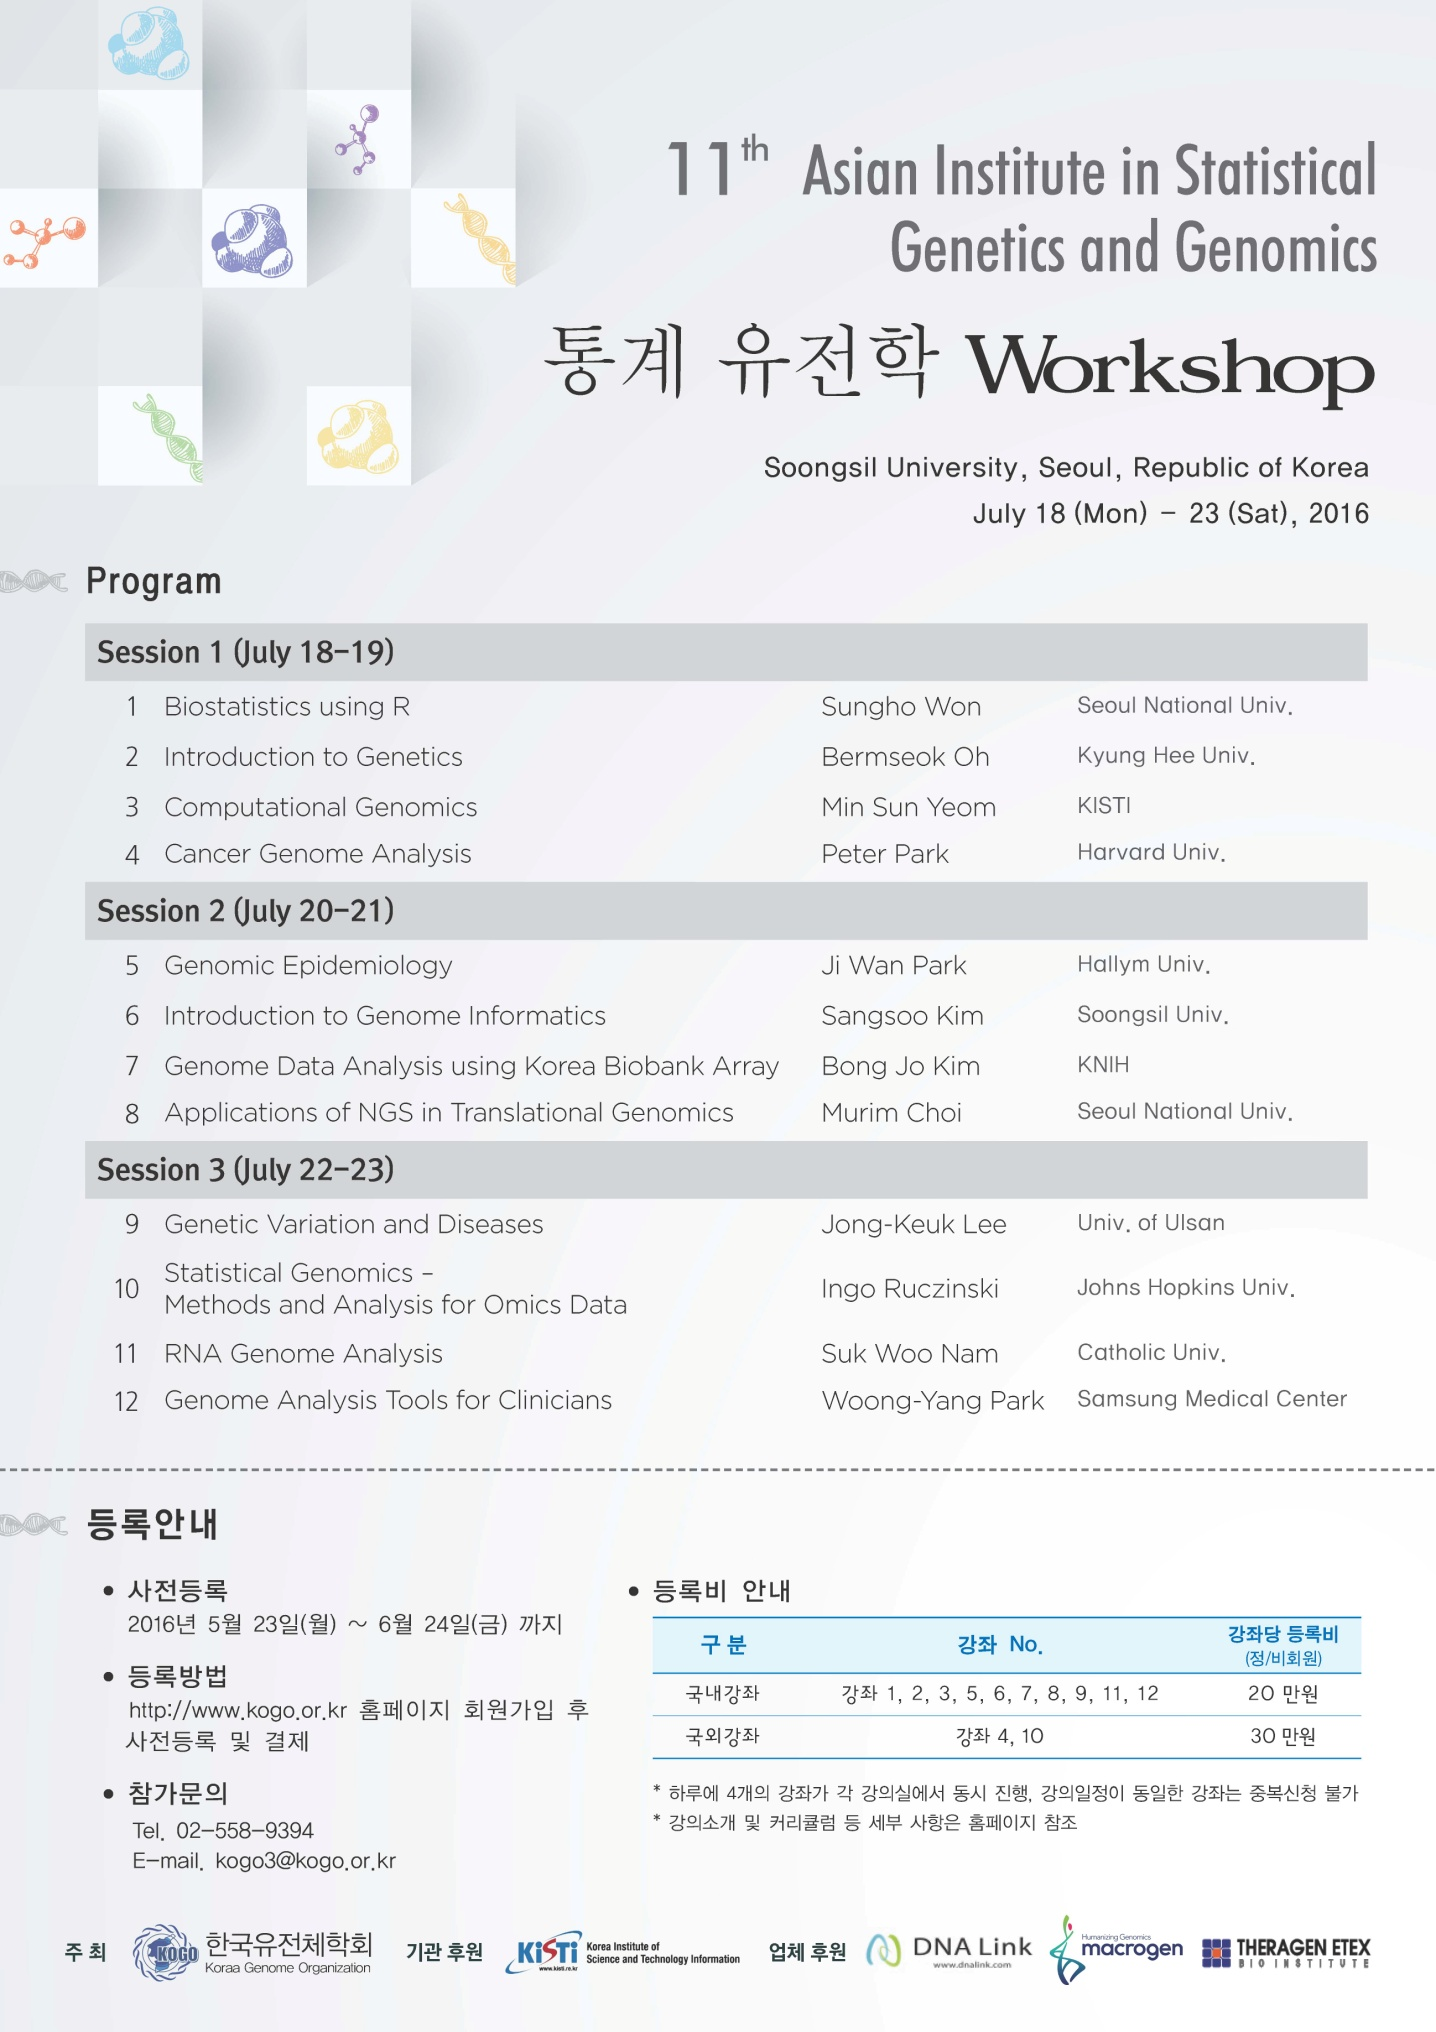 11th Asian Institute in Statistical
Genetics and Genomics
통계 유전학 Workshop
Soongsil University, Seoul, Republic of Korea
July 18 (Mon) – 23 (Sat), 2016
Program
Session 1 (July 18–19)
1 Biostatistics using R Sungho Won Seoul National Univ.
2 Introduction to Genetics Bermseok Oh Kyung Hee Univ.
3 Computational Genomics Min Sun Yeom KISTI
4 Cancer Genome Analysis Peter Park Harvard Univ.
Session 2 (July 20–21)
5 Genomic Epidemiology Ji Wan Park Hallym Univ.
6 Introduction to Genome Informatics Sangsoo Kim Soongsil Univ.
7 Genome Data Analysis using Korea Biobank Array Bong Jo Kim KNIH
8 Applications of NGS in Translational Genomics Murim Choi Seoul National Univ.
Session 3 (July 22–23)
9 Genetic Variation and Diseases Jong-Keuk Lee Univ. of Ulsan
10 Statistical Genomics –
Methods and Analysis for Omics Data Ingo Ruczinski Johns Hopkins Univ.
11 RNA Genome Analysis Suk Woo Nam Catholic Univ.
12 Genome Analysis Tools for Clinicians Woong-Yang Park Samsung Medical Center
등록안내
• 사전등록
2016년 5월 23일(월) ~ 6월 24일(금) 까지
• 등록방법
http://www.kogo.or.kr 홈페이지 회원가입 후
사전등록 및 결제
• 참가문의
Tel. 02-558-9394
E-mail. kogo3@kogo.or.kr
• 등록비 안내
구 분 강좌 No. 강좌당 등록비
(정/비회원)
국내강좌 강좌 1, 2, 3, 5, 6, 7, 8, 9, 11, 12 20 만원
국외강좌 강좌 4, 10 30 만원
* 하루에 4개의 강좌가 각 강의실에서 동시 진행, 강의일정이 동일한 강좌는 중복신청 불가
* 강의소개 및 커리큘럼 등 세부 사항은 홈페이지 참조
주 최 KOGO 한국유전체학회
Koraa Genome Organization
기관 후원 KiSTi www.kisti.re.kr
Korea Institute of
Science and Technology Information
업체 후원 DNA Link
www.dnalink.com
Humanizing Genomics
macrogen
THERAGEN ETEX
BIO INSTITUTE